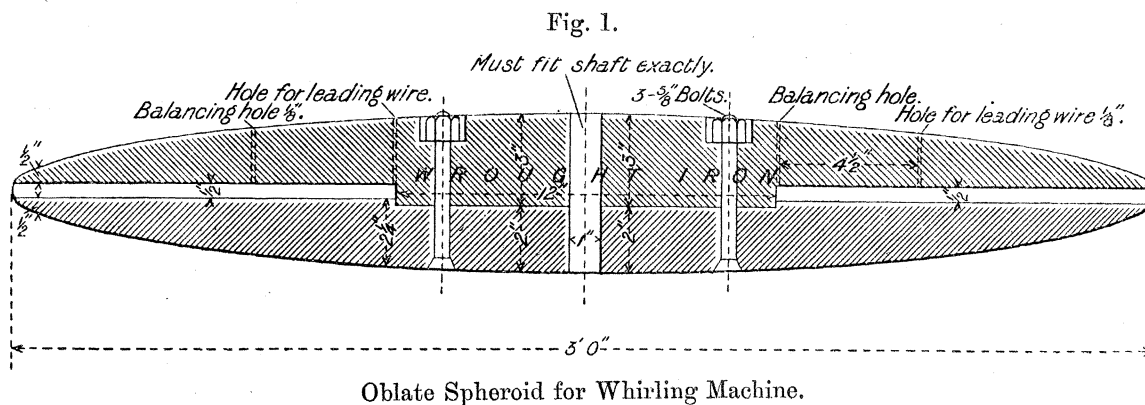 Fig. 1.
Must fit shaft exactly.
Hole for leading wire.
3-5/8" Bolts.
Balancing hole.
Balancing hole 1/8".
Hole for leading wire 1/8".
1/2"
1/2"
3"
3"
4 1/2"
WROUGHT IRON
12"
1/2"
1/2"
2 1/4"
2"
1"
2"
3' 0"
Oblate Spheroid for Whirling Machine.